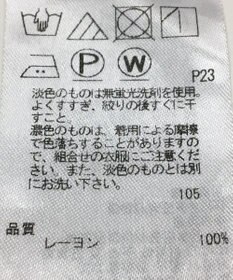 P W P23
淡色のものは無蛍光洗剤を使用。
よくすすぎ、絞りの後すぐに干
すこと。
濃色のものは、着用による摩擦
で色落ちすることがありますの
で、組合せの衣服にご注意くださ
い。また、淡色のものとは別
にお洗い下さい。
105
品質
レーヨン 100%